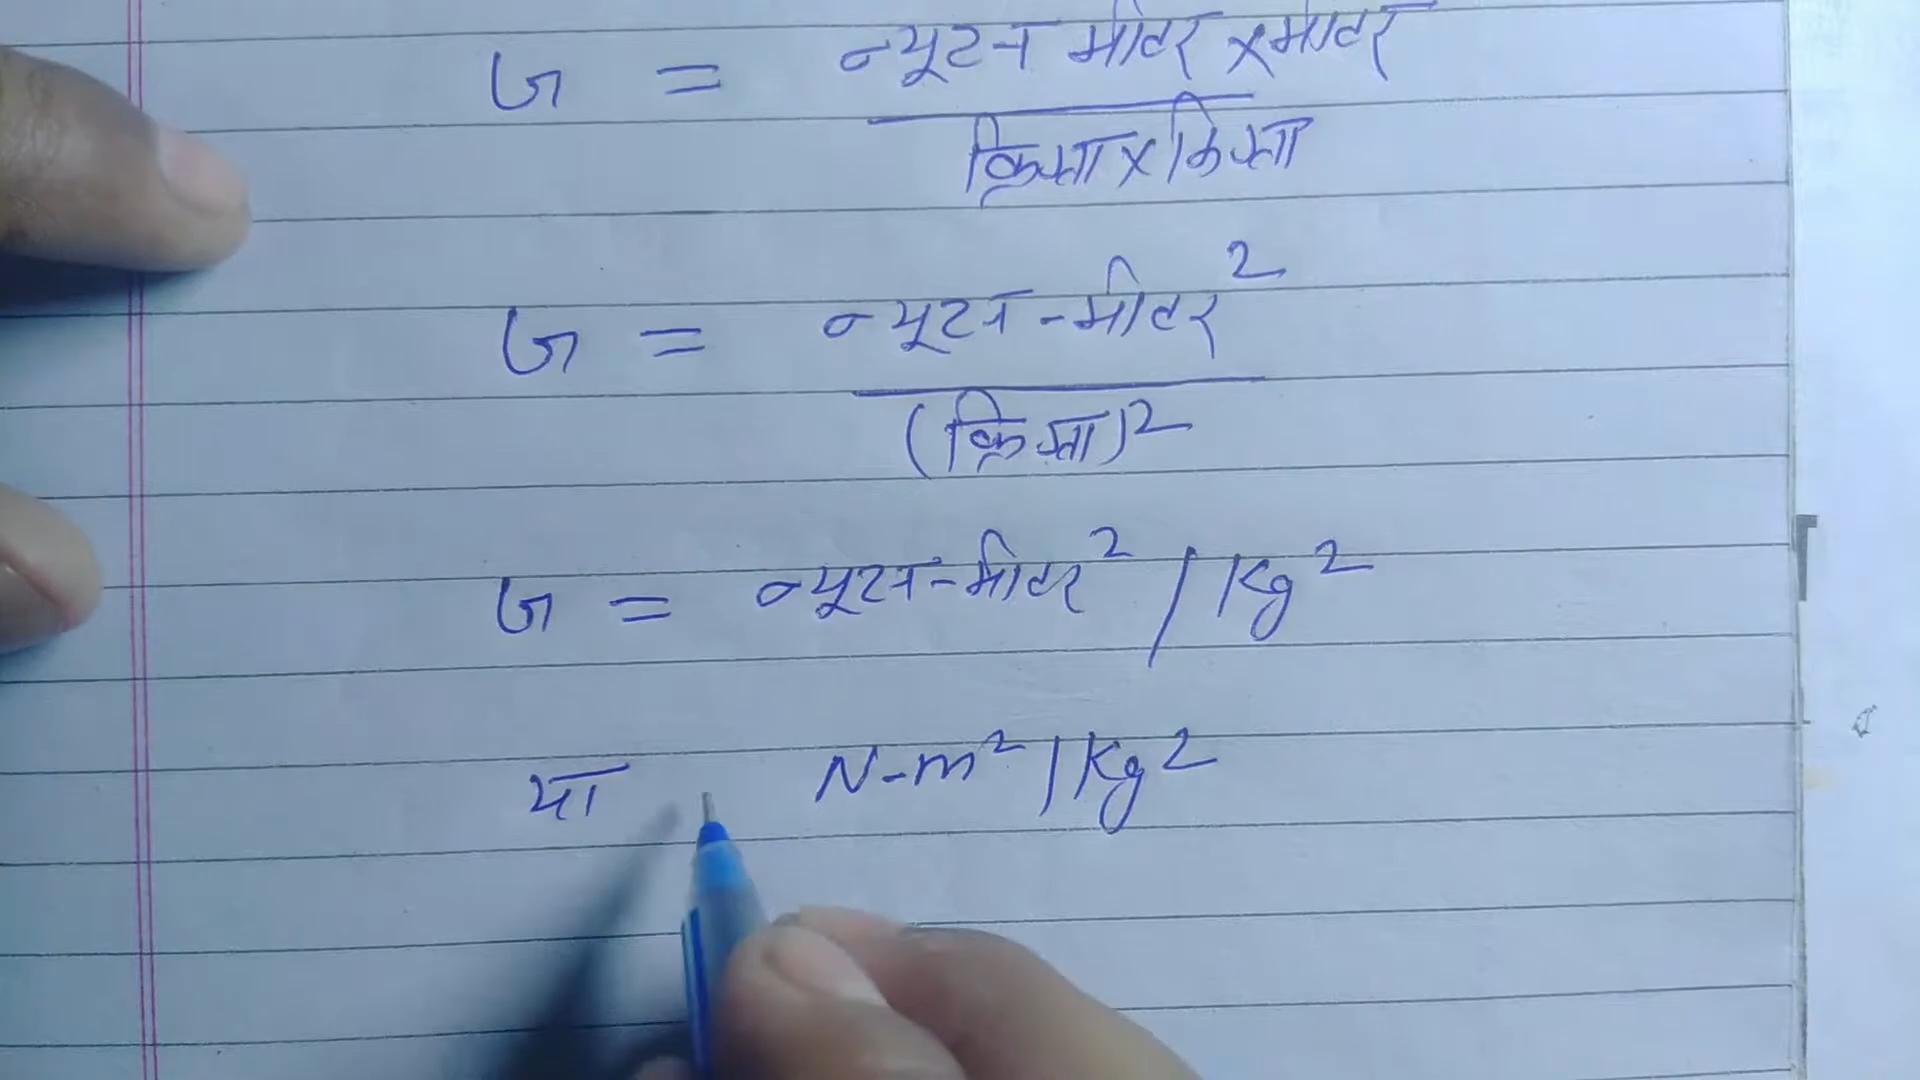 G = न्यूटन मीटर × मीटर
किग्रा × किग्रा
G = न्यूटन - मीटर²
(किग्रा)²
G = न्यूटन - मीटर² / Kg²
या N-m² / Kg²